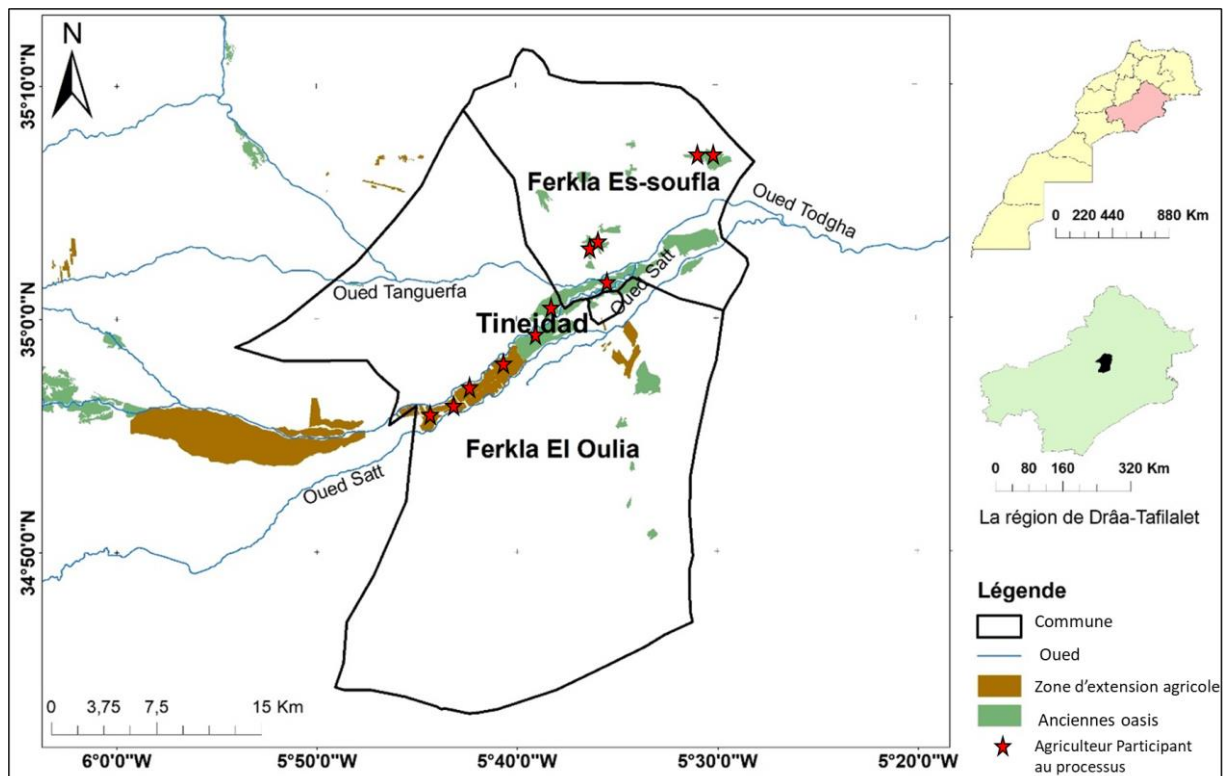 N
35°10'0"N
35°0'0"N
34°50'0"N
Ferkla Es-soufla
Oued Todgha
Oued Satt
Oued Tanguerfa
Tinejdad
Ferkla El Oulia
Oued Satt
0 3,75 7,5 15 Km
6°0'0"W 5°50'0"W 5°40'0"W 5°30'0"W 5°20'0"W
0 220 440 880 Km
0 80 160 320 Km
La région de Drâa-Tafilalet
Légende
Commune
Oued
Zone d'extension agricole
Anciennes oasis
Agriculteur Participant
au processus